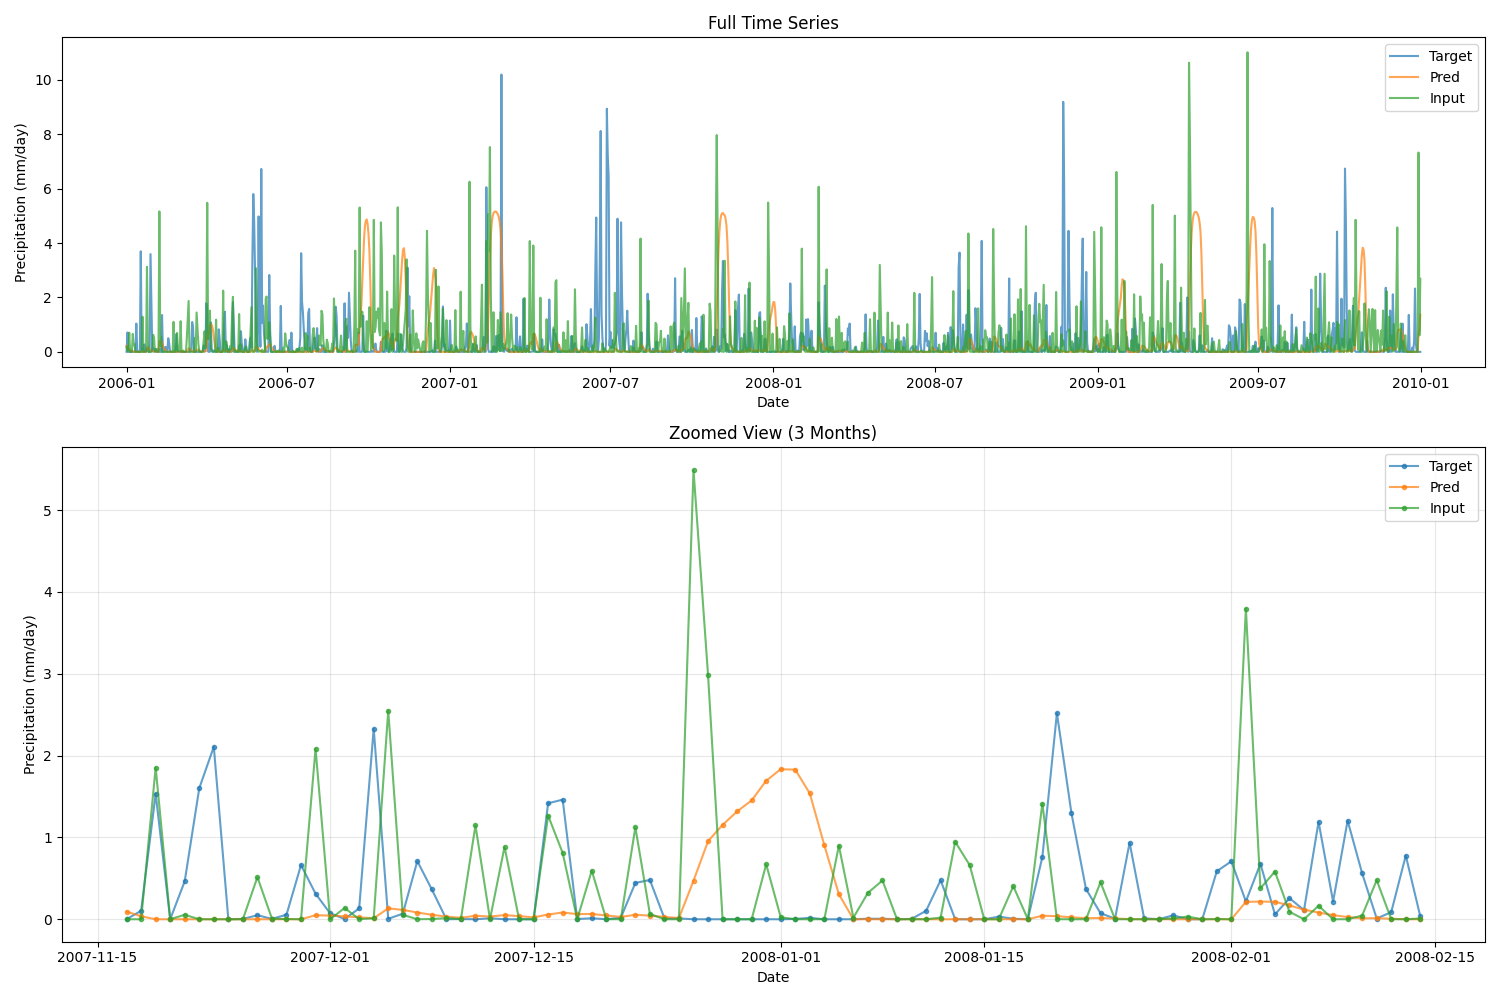 Full Time Series
Precipitation (mm/day)
10
8
6
4
2
0
Target
Pred
Input
2006-01
2006-07
2007-01
2007-07
2008-01
2008-07
2009-01
2009-07
2010-01
Date
Zoomed View (3 Months)
Precipitation (mm/day)
5
4
3
2
1
0
Target
Pred
Input
2007-11-15
2007-12-01
2007-12-15
2008-01-01
2008-01-15
2008-02-01
2008-02-15
Date